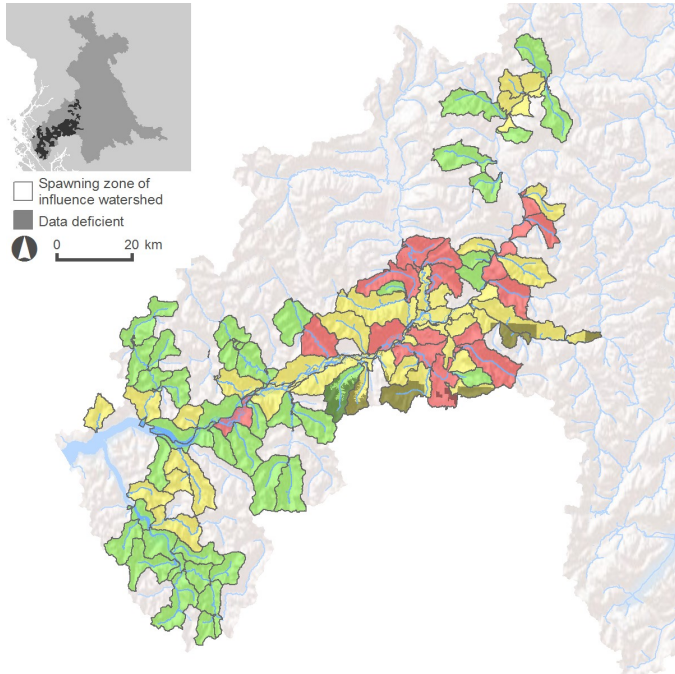 Spawning zone of
influence watershed
Data deficient
0 20 km